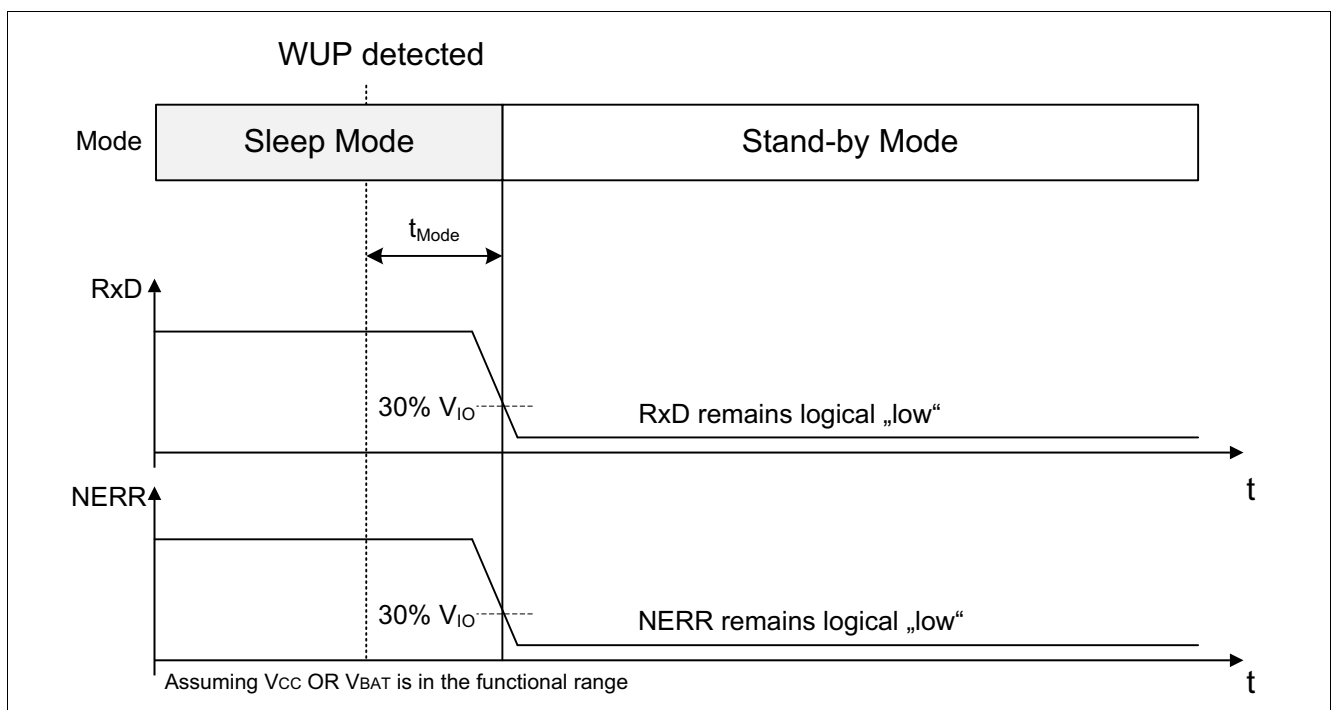 WUP detected
Mode Sleep Mode Stand-by Mode
tMode
RxD
30% VIO
RxD remains logical „low“
t
NERR
30% VIO
NERR remains logical „low“
t
Assuming VCC OR VBAT is in the functional range